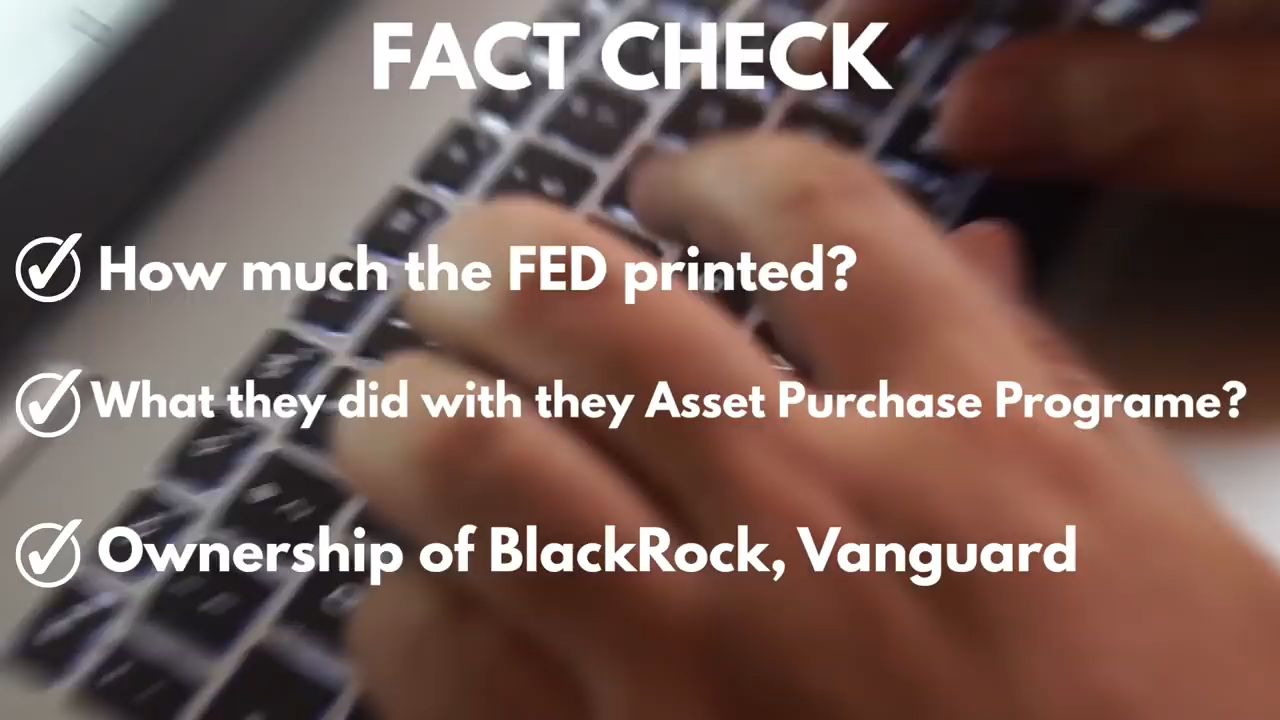 FACT CHECK
How much the FED printed?
What they did with they Asset Purchase Programe?
Ownership of BlackRock, Vanguard